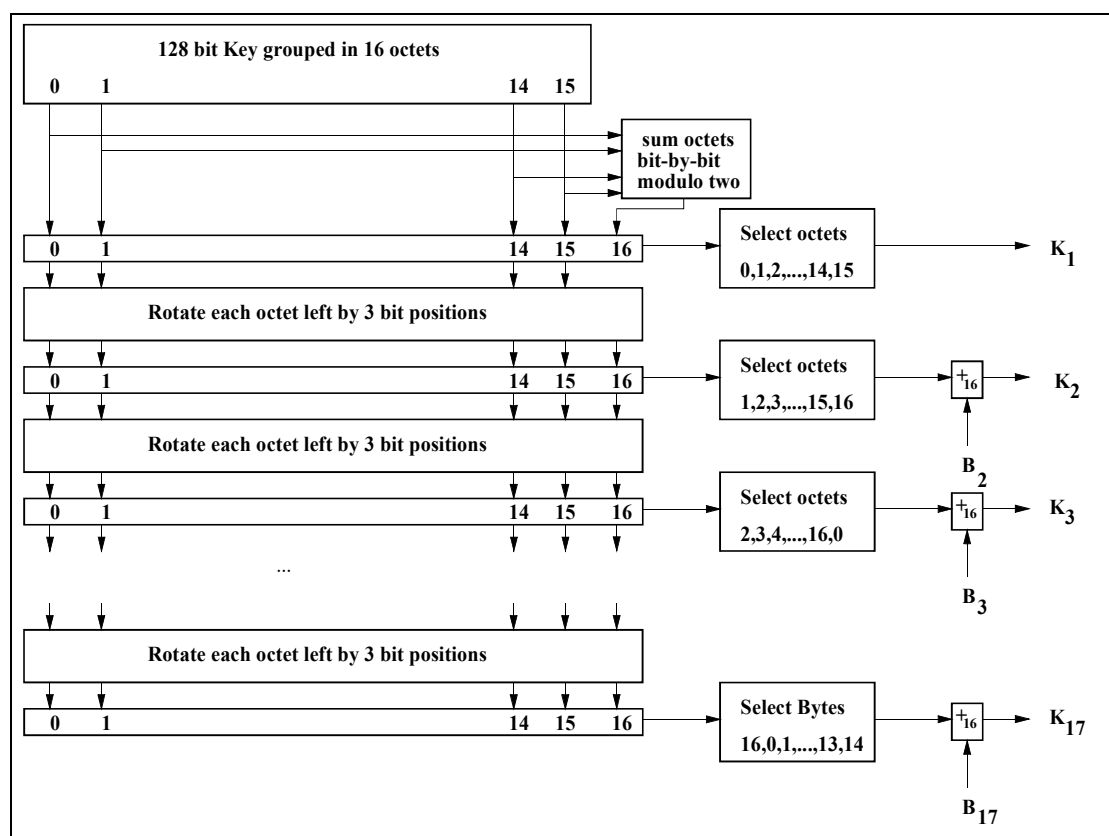 128 bit Key grouped in 16 octets
0 1 14 15
sum octets
bit-by-bit
modulo two
0 1 14 15 16
Select octets
0,1,2,...,14,15
K1
Rotate each octet left by 3 bit positions
0 1 14 15 16
Select octets
1,2,3,...,15,16
+16
K2
B2
Rotate each octet left by 3 bit positions
0 1 14 15 16
Select octets
2,3,4,...,16,0
+16
K3
B3
...
Rotate each octet left by 3 bit positions
0 1 14 15 16
Select Bytes
16,0,1,...,13,14
+16
K17
B17